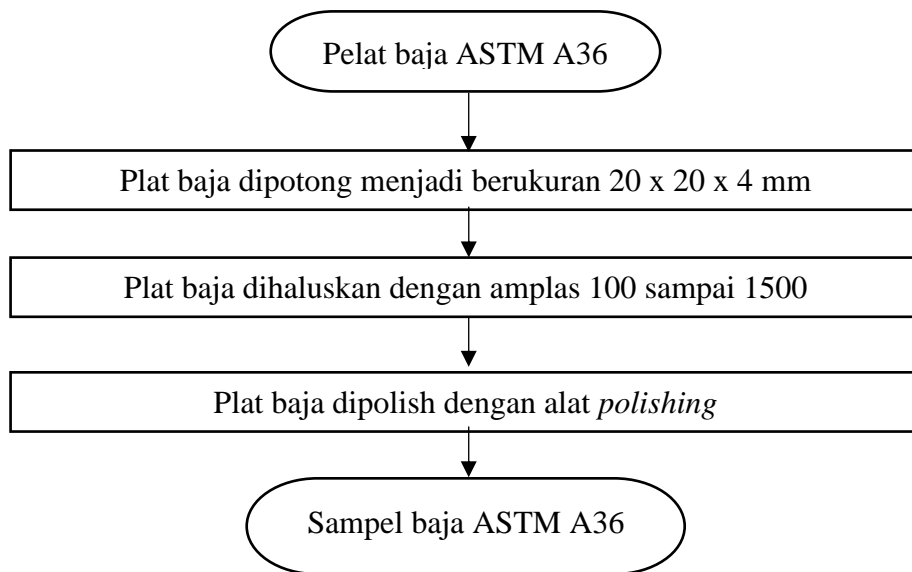 Pelat baja ASTM A36
Plat baja dipotong menjadi berukuran 20 x 20 x 4 mm
Plat baja dihaluskan dengan amplas 100 sampai 1500
Plat baja dipolish dengan alat polishing
Sampel baja ASTM A36